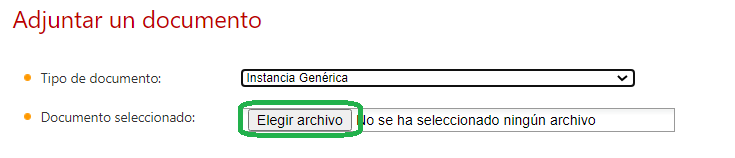 Adjuntar un documento
Tipo de documento: Instancia Genérica
Documento seleccionado: Elegir archivo No se ha seleccionado ningún archivo